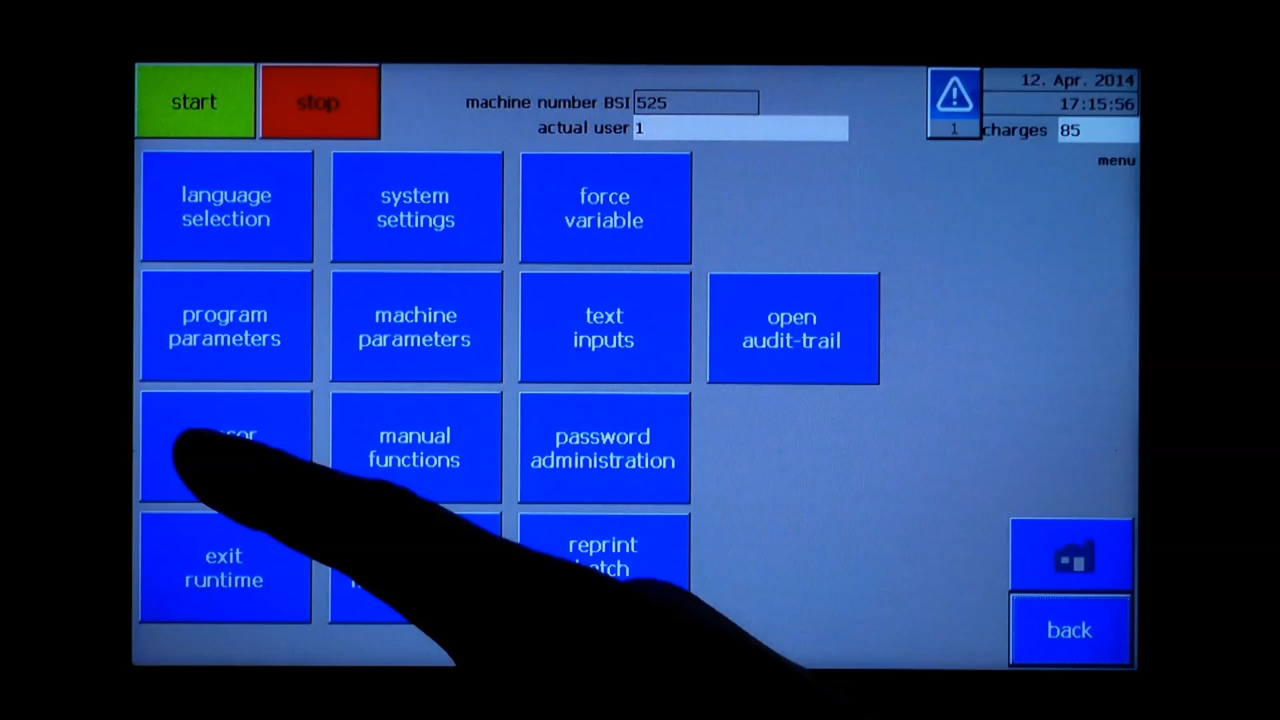 start
stop
machine number BSI 525
actual user 1
1
12. Apr. 2014
17:15:56
charges 85
menu
language
selection
system
settings
force
variable
program
parameters
machine
parameters
text
inputs
open
audit-trail
manual
functions
password
administration
exit
runtime
reprint
back